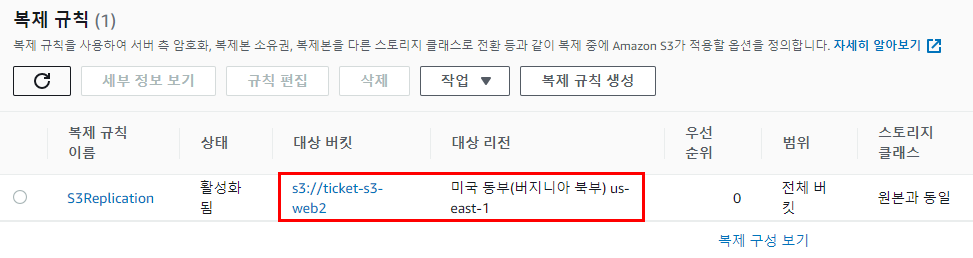 복제 규칙 (1)
복제 규칙을 사용하여 서버 측 암호화, 복제본 소유권, 복제본을 다른 스토리지 클래스로 전환 등과 같이 복제 중에 Amazon S3가 적용할 옵션을 정의합니다. 자세히 알아보기
세부 정보 보기 규칙 편집 삭제 작업 복제 규칙 생성
복제 규칙 이름 상태 대상 버킷 대상 리전 우선 순위 범위 스토리지 클래스
S3Replication 활성화됨 s3://ticket-s3-web2 미국 동부(버지니아 북부) us-east-1 0 전체 버킷 원본과 동일
복제 구성 보기